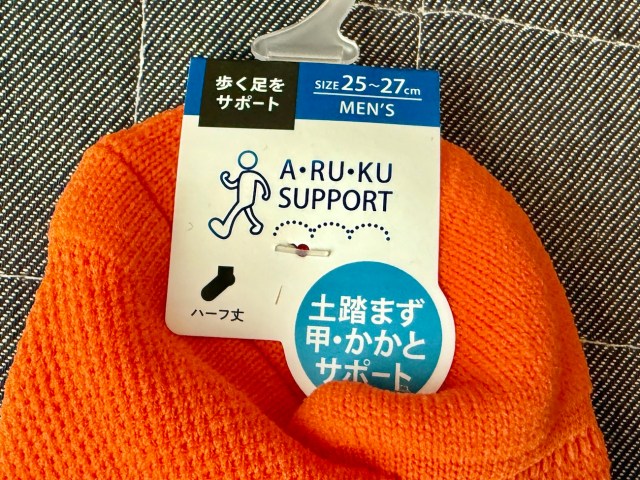 歩く足を
サポート
SIZE 25～27cm
MEN'S
A・RU・KU
SUPPORT
ハーフ丈
土踏まず
甲・かかと
サポート